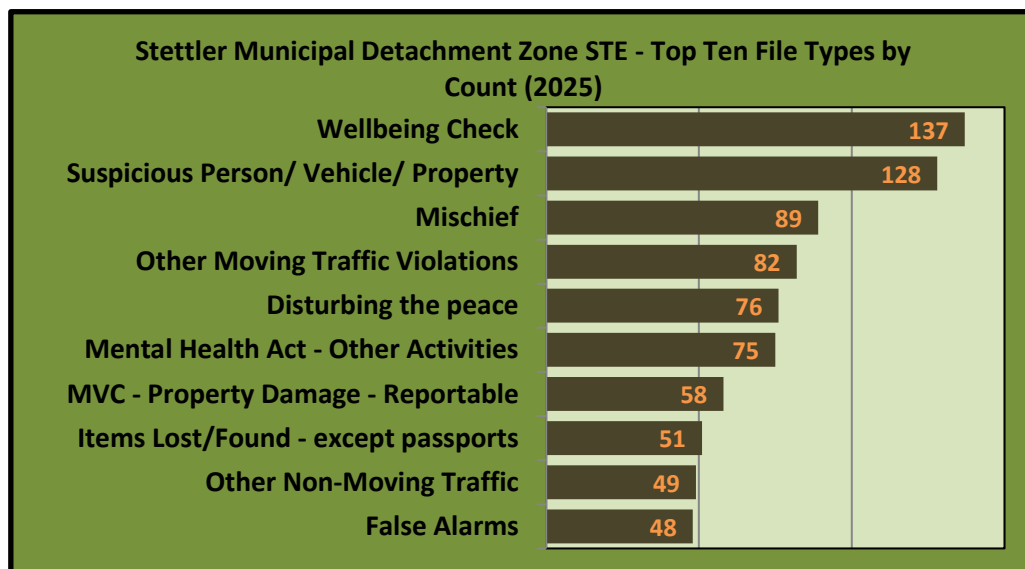 Stettler Municipal Detachment Zone STE - Top Ten File Types by
Count (2025)
Wellbeing Check 137
Suspicious Person/ Vehicle/ Property 128
Mischief 89
Other Moving Traffic Violations 82
Disturbing the peace 76
Mental Health Act - Other Activities 75
MVC - Property Damage - Reportable 58
Items Lost/Found - except passports 51
Other Non-Moving Traffic 49
False Alarms 48